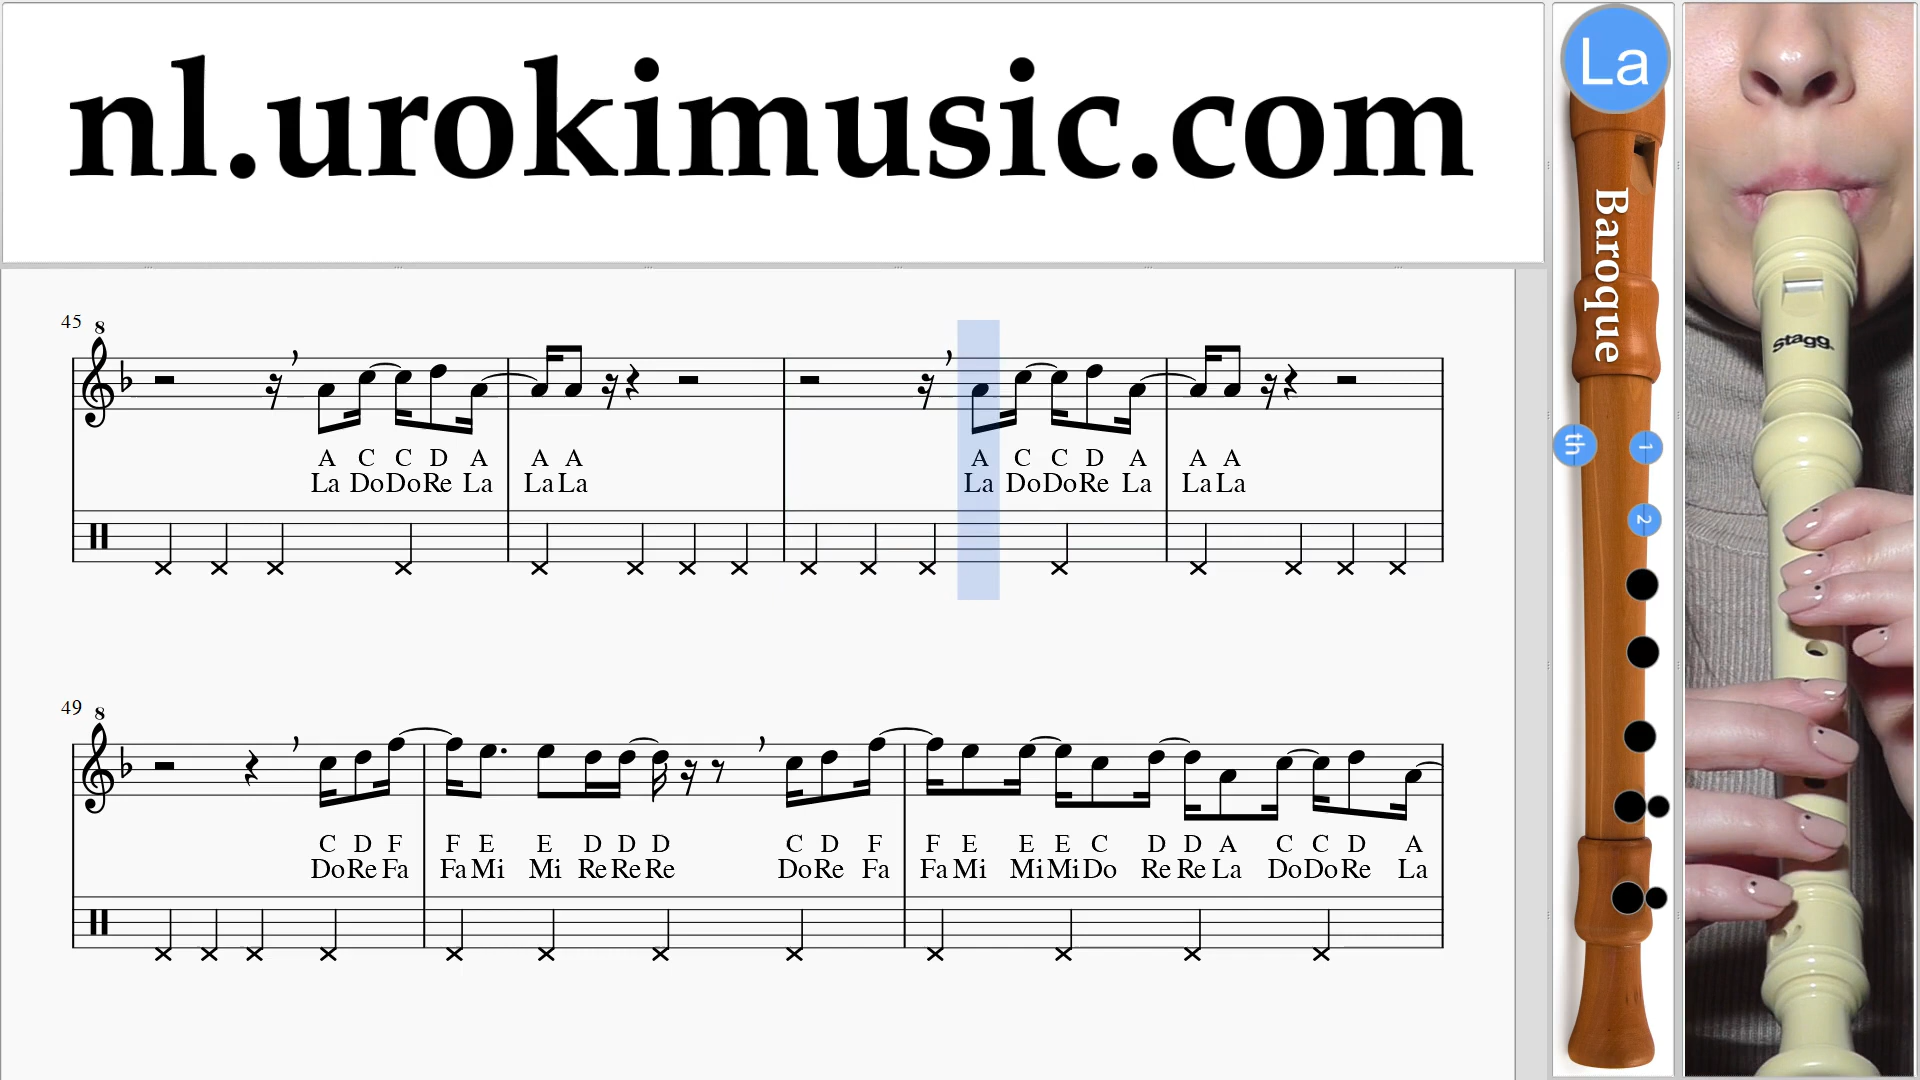 nl.urokimusic.com
45
8
A C C D A A A A C C D A A A
La Do Do Re La La La La Do Do Re La La La
49
8
C D F F E E D D D C D F F E E E C D D A C C D A
Do Re Fa Fa Mi Mi Re Re Re Do Re Fa Fa Mi Mi Mi Do Re Re La Do Do Re La
La
Baroque
th 1
2
Stagg